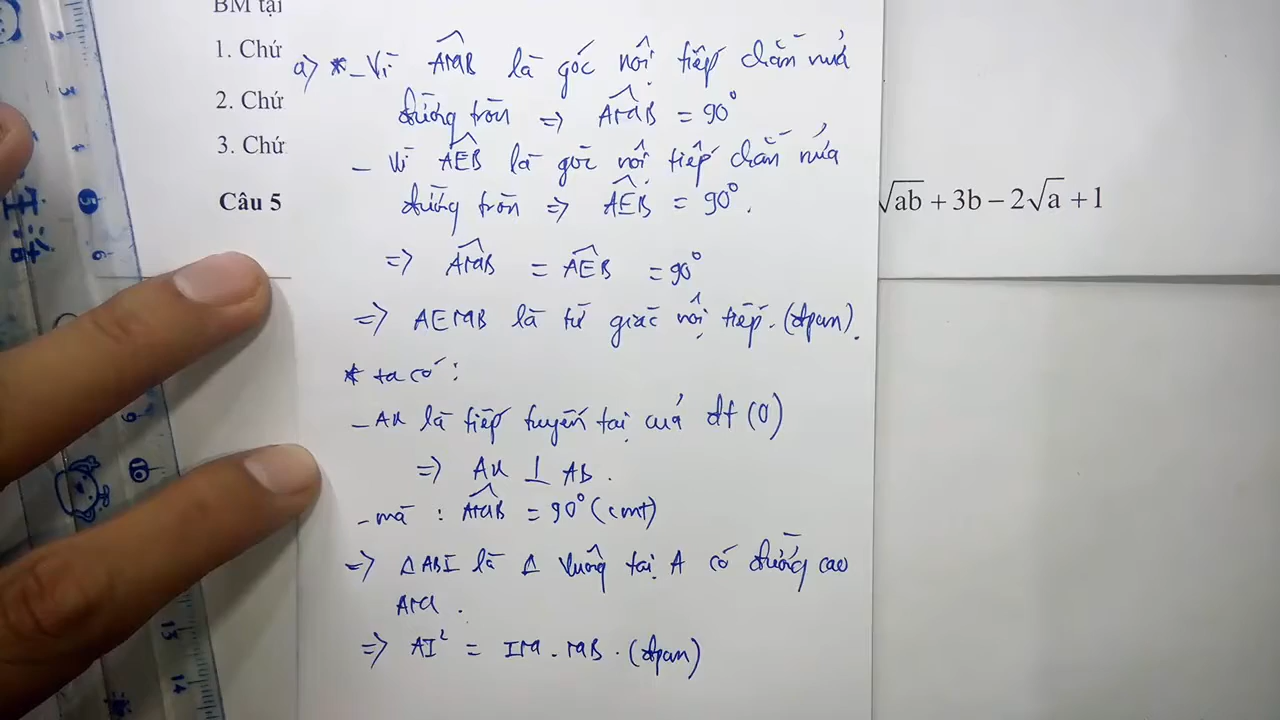 BM tại
1. Chứ
2. Chứ
3. Chứ
Câu 5
√ab + 3b − 2√a + 1
a) * - Vì AMB là góc nội tiếp chắn nửa
đường tròn => AMB = 90°
- Vì AEB là góc nội tiếp chắn nửa
đường tròn => AEB = 90°.
=> AMB = AEB = 90°
=> AEMB là tứ giác nội tiếp. (đpcm).
* ta có :
- Ax là tiếp tuyến tại của đt (O)
=> Ax ⊥ AB .
- mà : AMB = 90° (cmt)
=> Δ ABI là Δ vuông tại A có đường cao
AM .
=> AI² = IM . MB . (đpcm)